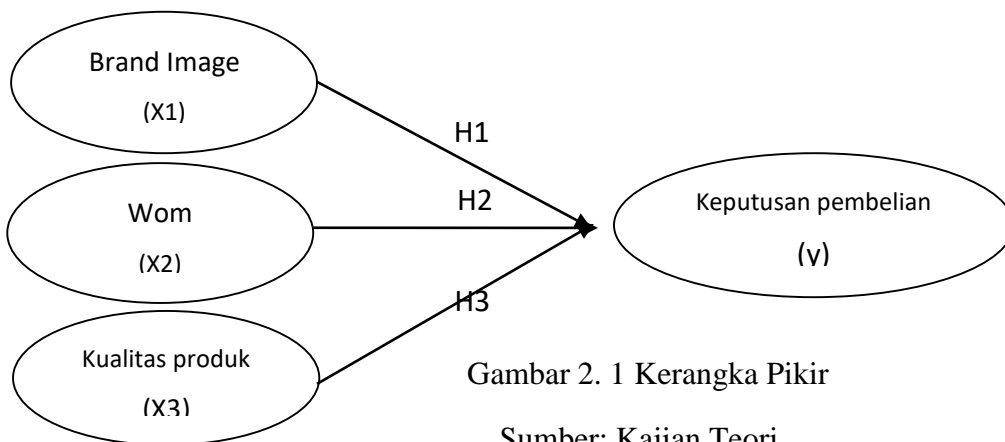 Brand Image
(X1)
H1
Wom
(X2)
H2
Keputusan pembelian
(y)
Kualitas produk
(X3)
H3
Gambar 2. 1 Kerangka Pikir
Sumber: Kajian Teori